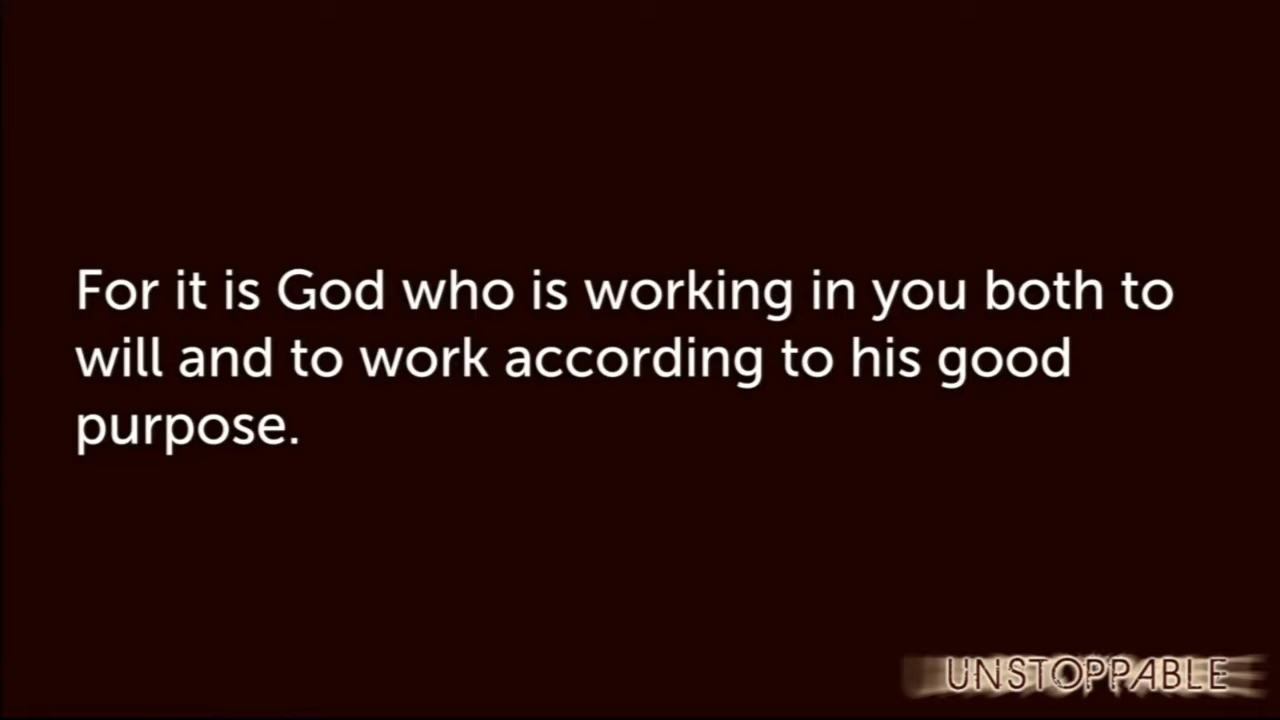 For it is God who is working in you both to
will and to work according to his good
purpose.
UNSTOPPABLE